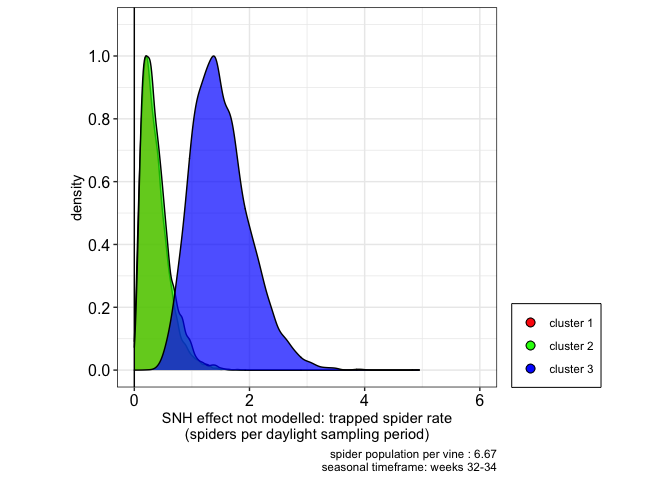 1.0
0.8
0.6
0.4
0.2
0.0
density
0 2 4 6
SNH effect not modelled: trapped spider rate
(spiders per daylight sampling period)
spider population per vine : 6.67
seasonal timeframe: weeks 32-34
cluster 1
cluster 2
cluster 3